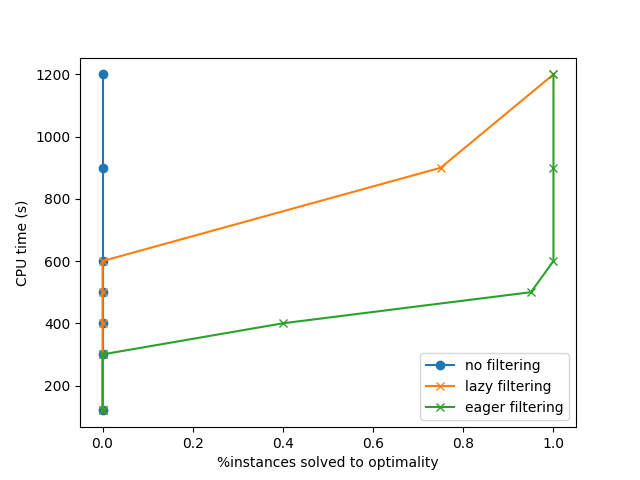 1200
1000
800
600
400
200
CPU time (s)
no filtering
lazy filtering
eager filtering
0.0 0.2 0.4 0.6 0.8 1.0
%instances solved to optimality